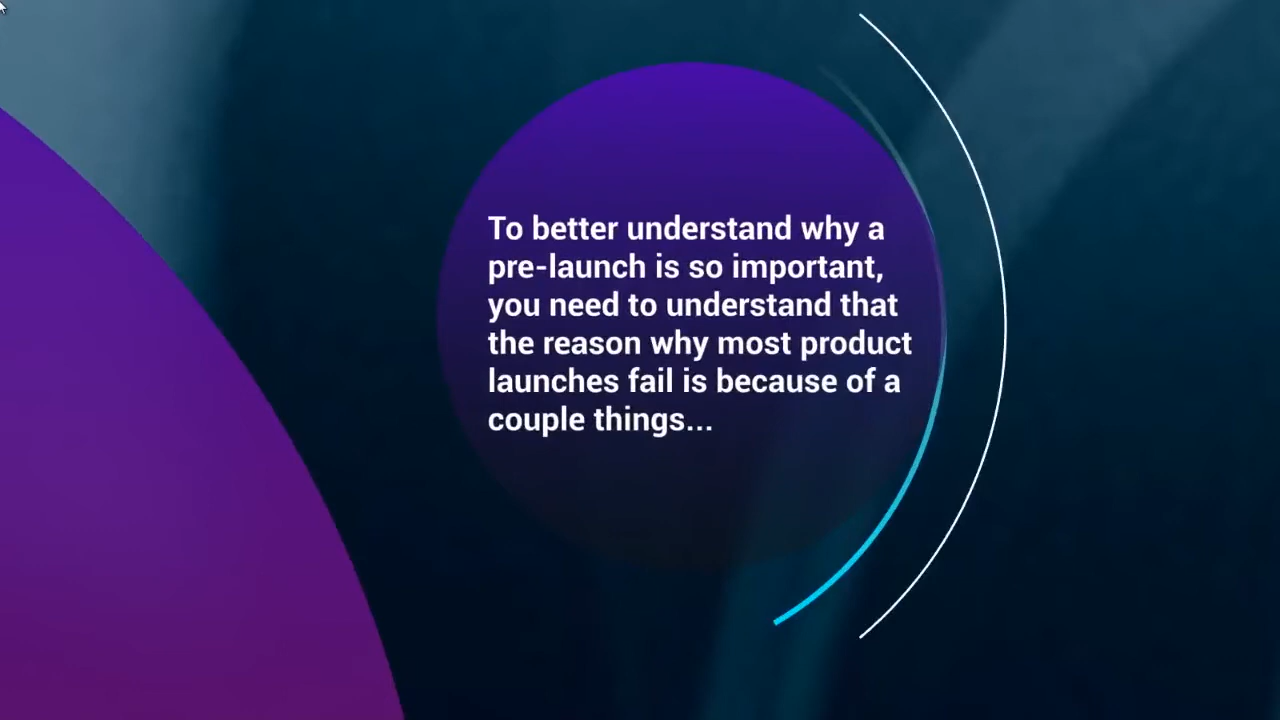 To better understand why a
pre-launch is so important,
you need to understand that
the reason why most product
launches fail is because of a
couple things...